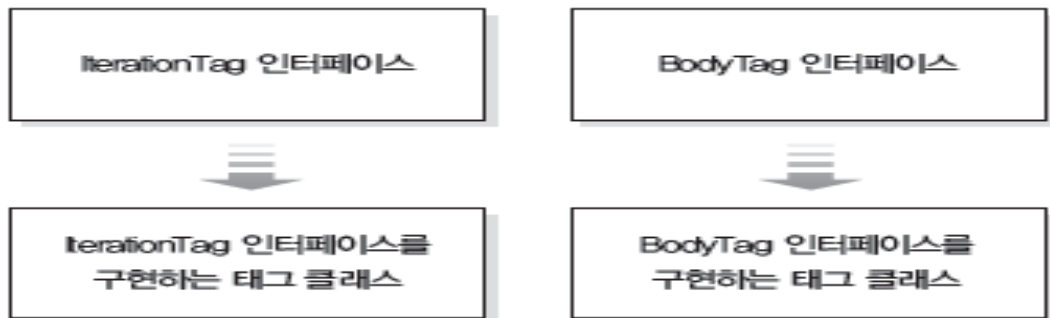 IterationTag 인터페이스
BodyTag 인터페이스
IterationTag 인터페이스를
구현하는 태그 클래스
BodyTag 인터페이스를
구현하는 태그 클래스